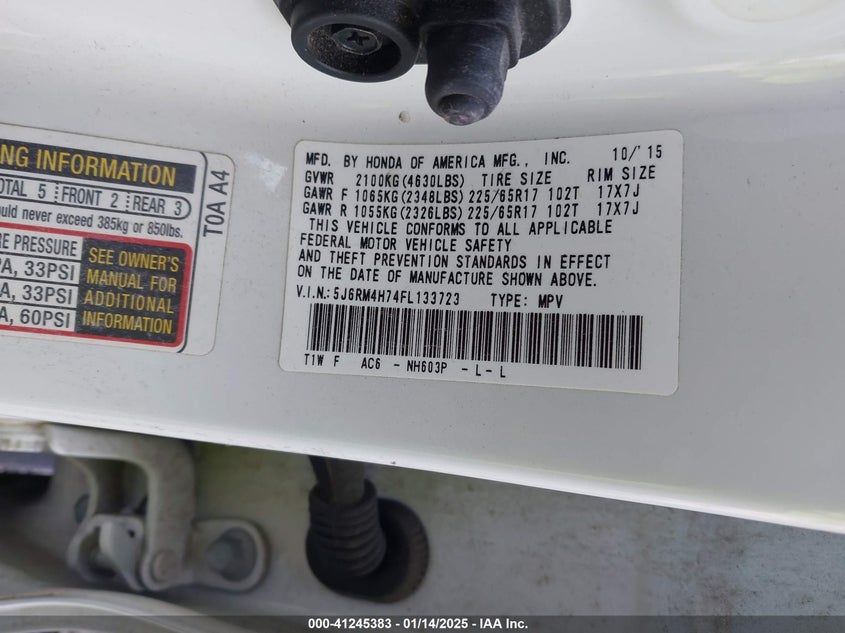 NG INFORMATION
OTAL 5 FRONT 2 REAR 3
ould never exceed 385kg or 850lbs.
RE PRESSURE
PA, 33PSI
A, 33PSI
A, 60PSI
SEE OWNER'S
MANUAL FOR
ADDITIONAL
INFORMATION
T0A A4
MFD. BY HONDA OF AMERICA MFG., INC. 10/'15
GVWR 2100KG(4630LBS) TIRE SIZE RIM SIZE
GAWR F 1065KG(2348LBS) 225/65R17 102T 17X7J
GAWR R 1055KG(2326LBS) 225/65R17 102T 17X7J
THIS VEHICLE CONFORMS TO ALL APPLICABLE
FEDERAL MOTOR VEHICLE SAFETY
AND THEFT PREVENTION STANDARDS IN EFFECT
ON THE DATE OF MANUFACTURE SHOWN ABOVE.
V.I.N.:5J6RM4H74FL133723 TYPE: MPV
T1W F AC6 - NH603P - L - L
000-41245383 - 01/14/2025 - IAA Inc.